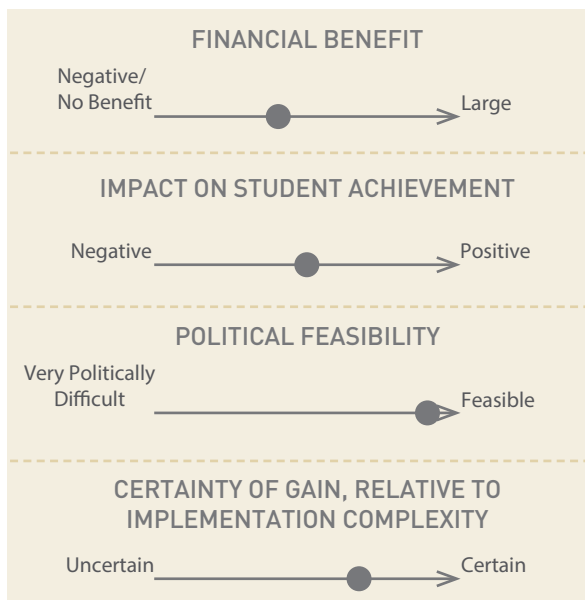 FINANCIAL BENEFIT
Negative/
No Benefit
Large
IMPACT ON STUDENT ACHIEVEMENT
Negative
Positive
POLITICAL FEASIBILITY
Very Politically
Difficult
Feasible
CERTAINTY OF GAIN, RELATIVE TO
IMPLEMENTATION COMPLEXITY
Uncertain
Certain